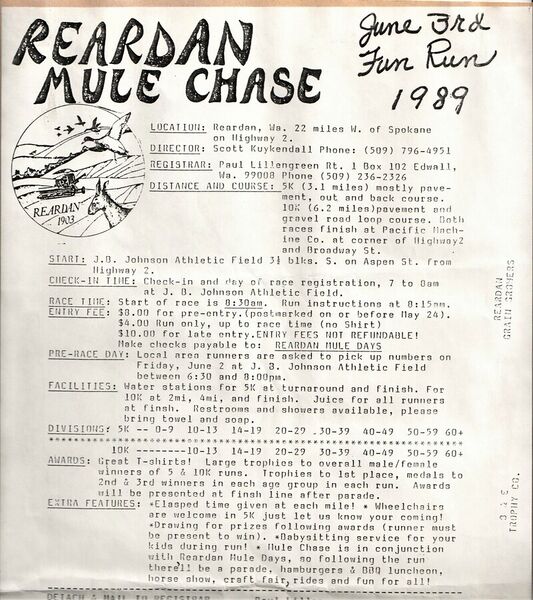 REARDAN
MULE CHASE
June 3rd
Fun Run
1989
REARDAN
1903
LOCATION: Reardan, Wa. 22 miles W. of Spokane
on Highway 2.
DIRECTOR: Scott Kuykendall Phone: (509) 796-4951
REGISTRAR: Paul Lillengreen Rt. 1 Box 102 Edwall,
Wa. 99008 Phone (509) 236-2326
DISTANCE AND COURSE: 5K (3.1 miles) mostly pave-
ment, out and back course.
10K (6.2 miles)pavement and
gravel road loop course. Both
races finish at Pacific Mach-
ine Co. at corner of Highway2
and Broadway St.
START: J.B. Johnson Athletic Field 3½ blks. S. on Aspen St. from
Highway 2.
CHECK-IN TIME: Check-in and day of race registration, 7 to 8am
at J. B. Johnson Athletic Field.
RACE TIME: Start of race is 8:30am. Run instructions at 8:15am.
ENTRY FEE: $8.00 for pre-entry.(postmarked on or before May 24).
$4.00 Run only, up to race time (no Shirt)
$10.00 for late entry.ENTRY FEES NOT REFUNDABLE!
Make checks payable to: REARDAN MULE DAYS
PRE-RACE DAY: Local area runners are asked to pick up numbers on
Friday, June 2 at J. B. Johnson Athletic Field
between 6:30 and 8:00pm.
FACILITIES: Water stations for 5K at turnaround and finish. For
10K at 2mi, 4mi, and finish. Juice for all runners
at finsh. Restrooms and showers available, please
bring towel and soap.
DIVISIONS: 5K -- 0-9 10-13 14-19 20-29 .30-39 40-49 50-59 60+
10K --------10-13 14-19 20-29 30-39 40-49 50-59 60+
AWARDS: Great T-shirts! Large trophies to overall male/female
winners of 5 & 10K runs. Trophies to 1st place, medals to
2nd & 3rd winners in each age group in each run. Awards
will be presented at finsh line after parade.
EXTRA FEATURES: *Elasped time given at each mile! * Wheelchairs
are welcome in 5K just let us know your coming!
*Drawing for prizes following awards (runner must
be present to win). *Babysitting service for your
kids during run! * Mule Chase is in conjunction
with Reardan Mule Days, so following the run
there'll be a parade, hamburgers & BBQ luncheon,
horse show, craft fair, rides and fun for all!
DETACH & MAIL TO REGISTRAR
REARDAN
GRAIN GROWERS
TROPHY CO.